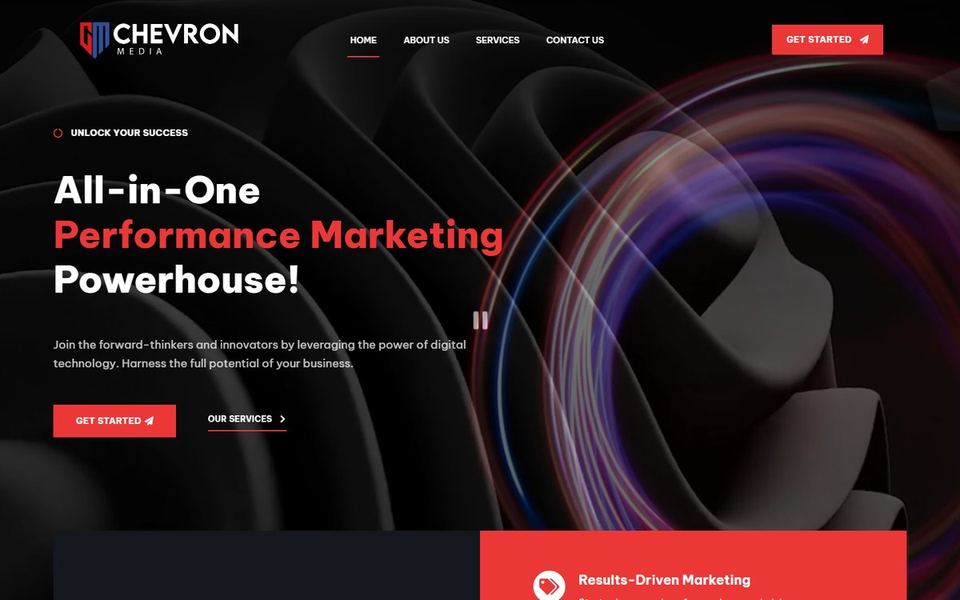 CHEVRON
MEDIA
HOME
ABOUT US
SERVICES
CONTACT US
GET STARTED
UNLOCK YOUR SUCCESS
All-in-One
Performance Marketing
Powerhouse!
Join the forward-thinkers and innovators by leveraging the power of digital
technology. Harness the full potential of your business.
GET STARTED
OUR SERVICES
Results-Driven Marketing